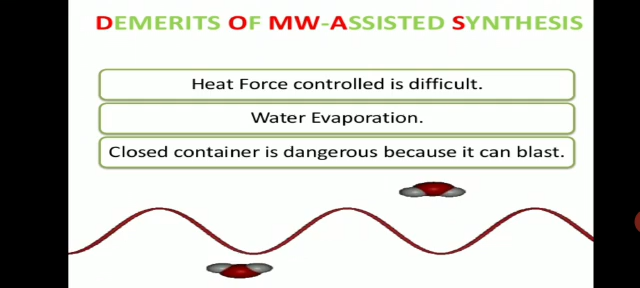 DEMERITS OF MW-ASSISTED SYNTHESIS
Heat Force controlled is difficult.
Water Evaporation.
Closed container is dangerous because it can blast.